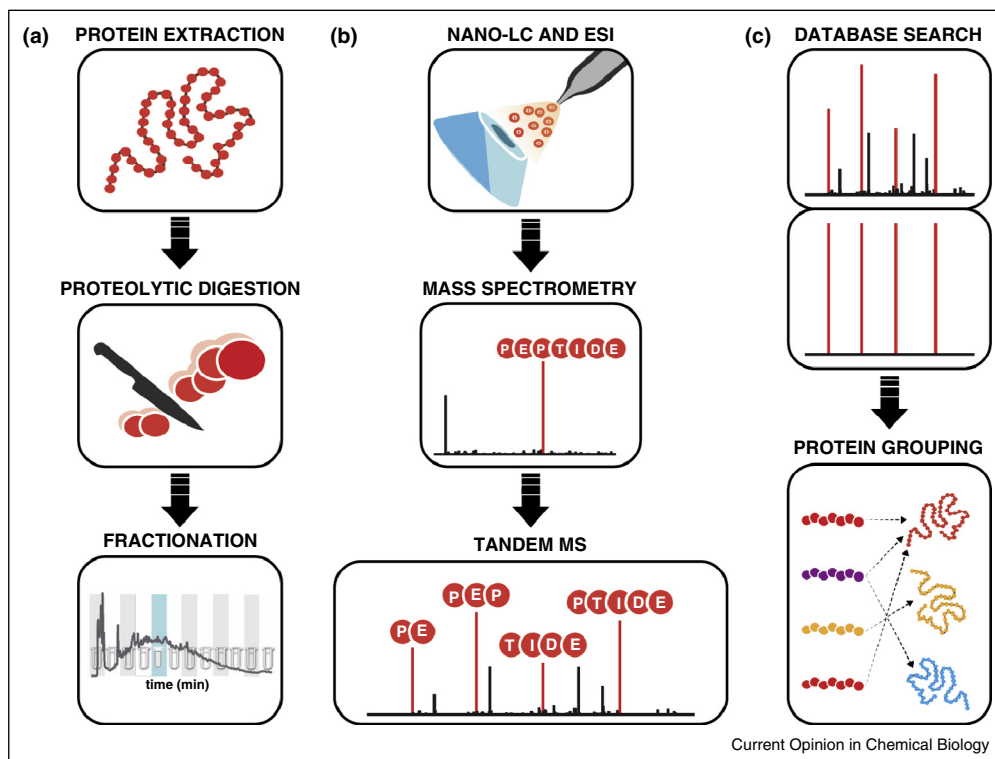 (a)
PROTEIN EXTRACTION
PROTEOLYTIC DIGESTION
FRACTIONATION
time (min)
(b)
NANO-LC AND ESI
MASS SPECTROMETRY
PEPTIDE
TANDEM MS
PE
PEP
TIDE
PTIDE
(c)
DATABASE SEARCH
PROTEIN GROUPING
Current Opinion in Chemical Biology